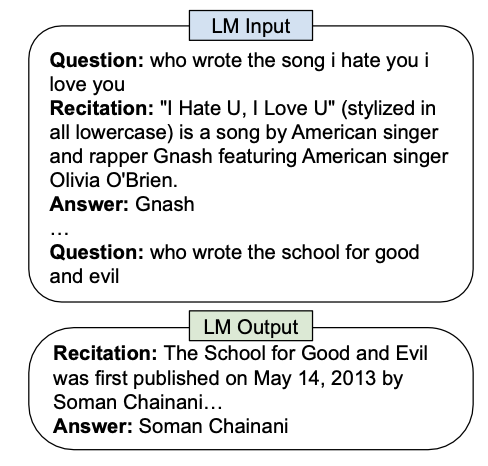 LM Input
Question: who wrote the song i hate you i
love you
Recitation: "I Hate U, I Love U" (stylized in
all lowercase) is a song by American singer
and rapper Gnash featuring American singer
Olivia O'Brien.
Answer: Gnash
…
Question: who wrote the school for good
and evil
LM Output
Recitation: The School for Good and Evil
was first published on May 14, 2013 by
Soman Chainani…
Answer: Soman Chainani